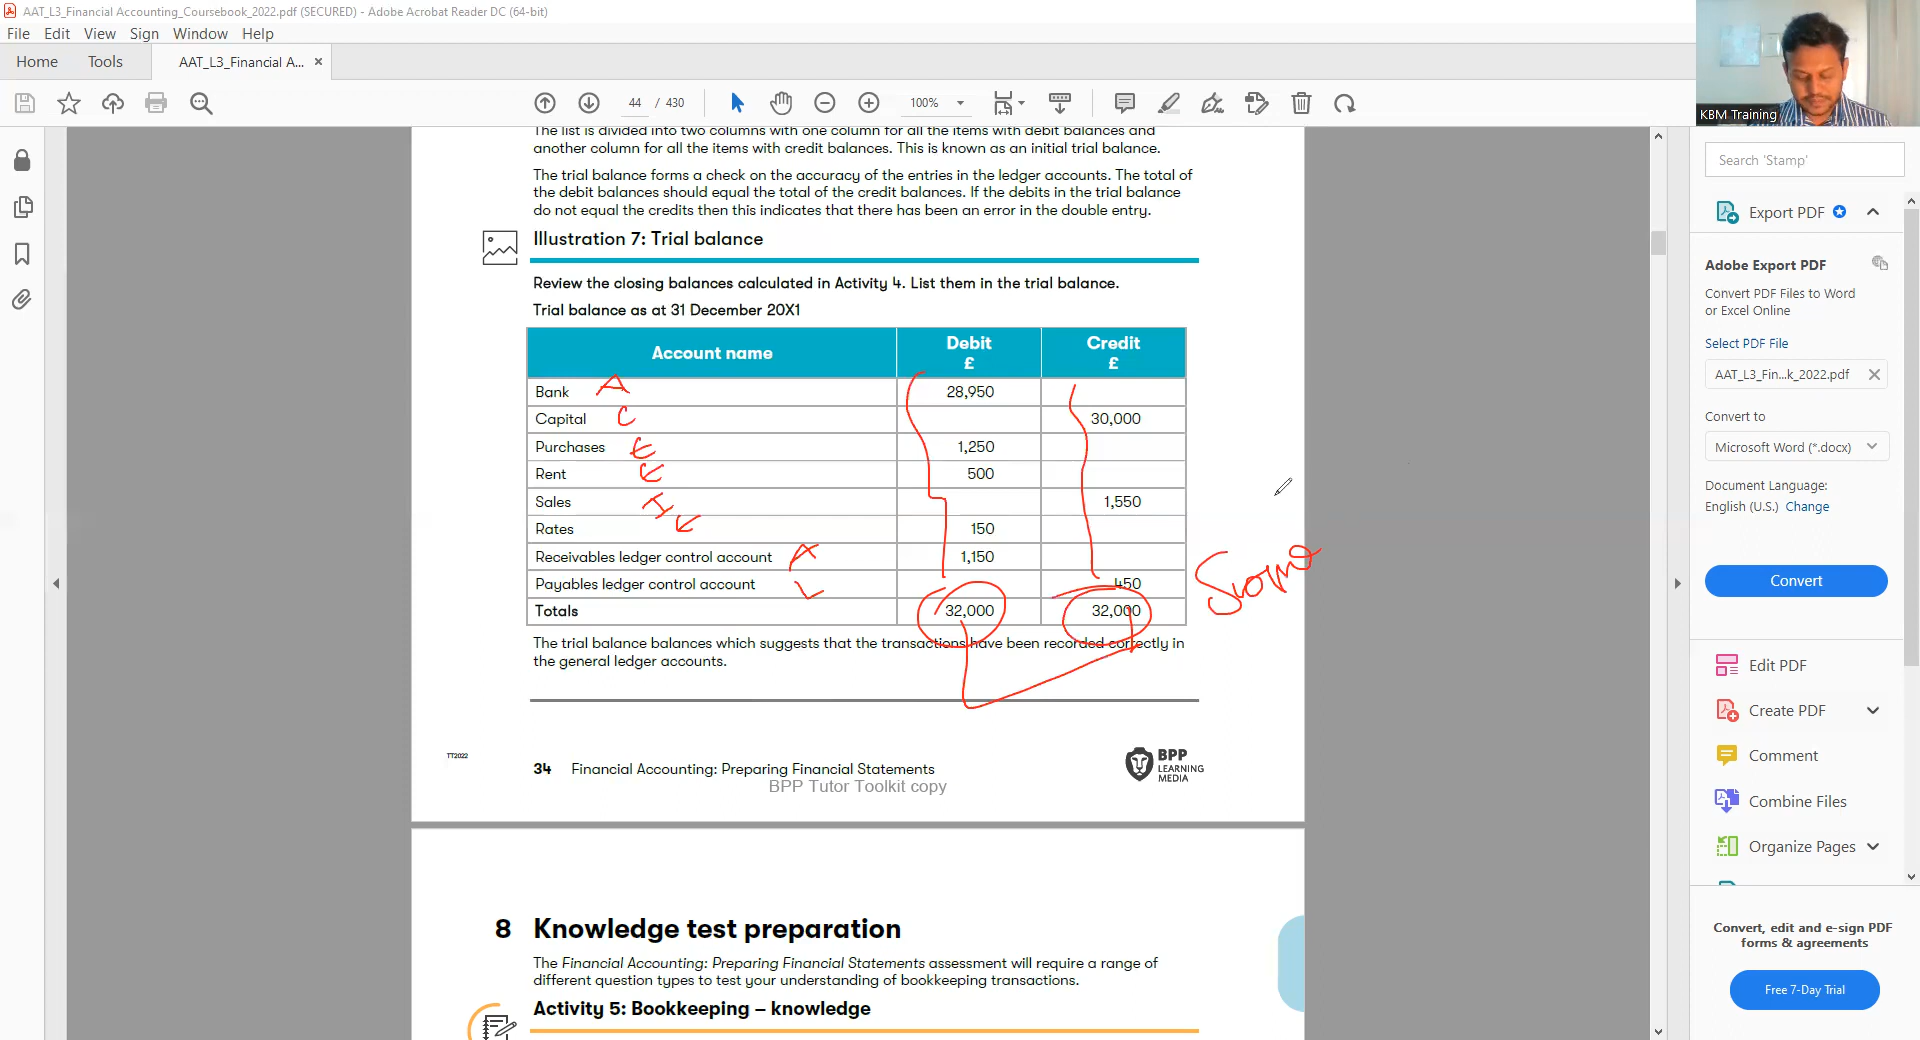 AAT_L3_Financial Accounting_Coursebook_2022.pdf (SECURED) - Adobe Acrobat Reader DC (64-bit)
File Edit View Sign Window Help
Home Tools AAT_L3_Financial A... ×
44 / 430 100%
KBM Training
The list is divided into two columns with one column for all the items with debit balances and
another column for all the items with credit balances. This is known as an initial trial balance.
The trial balance forms a check on the accuracy of the entries in the ledger accounts. The total of
the debit balances should equal the total of the credit balances. If the debits in the trial balance
do not equal the credits then this indicates that there has been an error in the double entry.
Illustration 7: Trial balance
Review the closing balances calculated in Activity 4. List them in the trial balance.
Trial balance as at 31 December 20X1
Account name Debit £ Credit £
Bank A 28,950
Capital C 30,000
Purchases E 1,250
Rent E 500
Sales I 1,550
Rates E 150
Receivables ledger control account A 1,150
Payables ledger control account L 450
Totals 32,000 32,000
The trial balance balances which suggests that the transactions have been recorded correctly in
the general ledger accounts.
TT2022
34 Financial Accounting: Preparing Financial Statements
BPP Tutor Toolkit copy
BPP
LEARNING
MEDIA
8 Knowledge test preparation
The Financial Accounting: Preparing Financial Statements assessment will require a range of
different question types to test your understanding of bookkeeping transactions.
Activity 5: Bookkeeping – knowledge
Search 'Stamp'
Export PDF
Adobe Export PDF
Convert PDF Files to Word
or Excel Online
Select PDF File
AAT_L3_Fin...k_2022.pdf
Convert to
Microsoft Word (*.docx)
Document Language:
English (U.S.) Change
Convert
Edit PDF
Create PDF
Comment
Combine Files
Organize Pages
Convert, edit and e-sign PDF
forms & agreements
Free 7-Day Trial